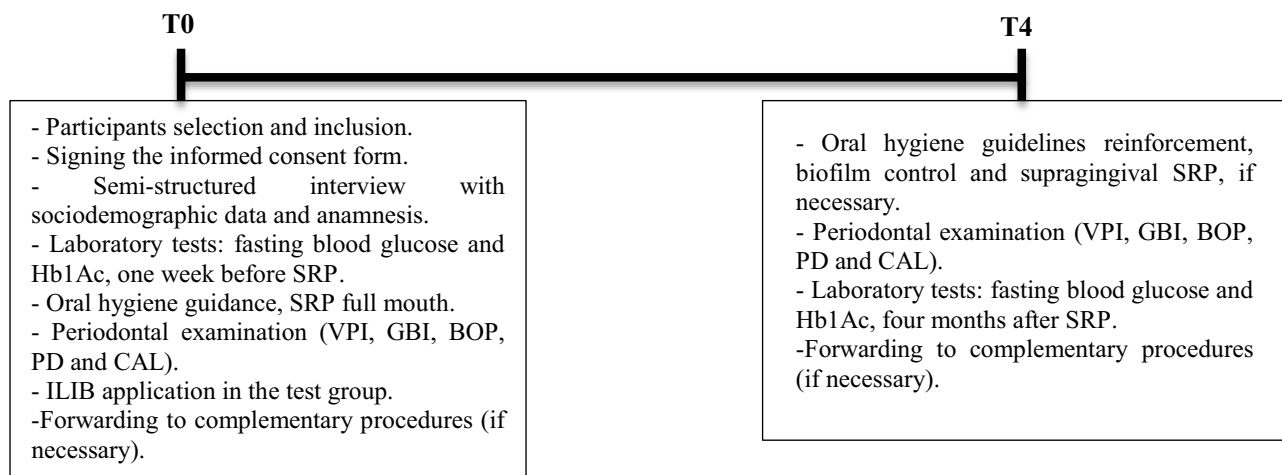 T0
T4
- Participants selection and inclusion.
- Signing the informed consent form.
- Semi-structured interview with
sociodemographic data and anamnesis.
- Laboratory tests: fasting blood glucose and
Hb1Ac, one week before SRP.
- Oral hygiene guidance, SRP full mouth.
- Periodontal examination (VPI, GBI, BOP,
PD and CAL).
- ILIB application in the test group.
-Forwarding to complementary procedures (if
necessary).
- Oral hygiene guidelines reinforcement,
biofilm control and supragingival SRP, if
necessary.
- Periodontal examination (VPI, GBI, BOP,
PD and CAL).
- Laboratory tests: fasting blood glucose and
Hb1Ac, four months after SRP.
-Forwarding to complementary procedures
(if necessary).